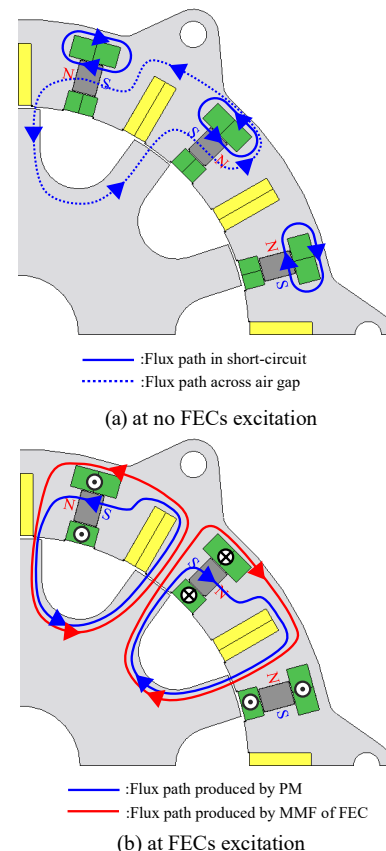 N
S
S
N
N
S
:Flux path in short-circuit
:Flux path across air gap
(a) at no FECs excitation
N
S
S
N
N
S
:Flux path produced by PM
:Flux path produced by MMF of FEC
(b) at FECs excitation